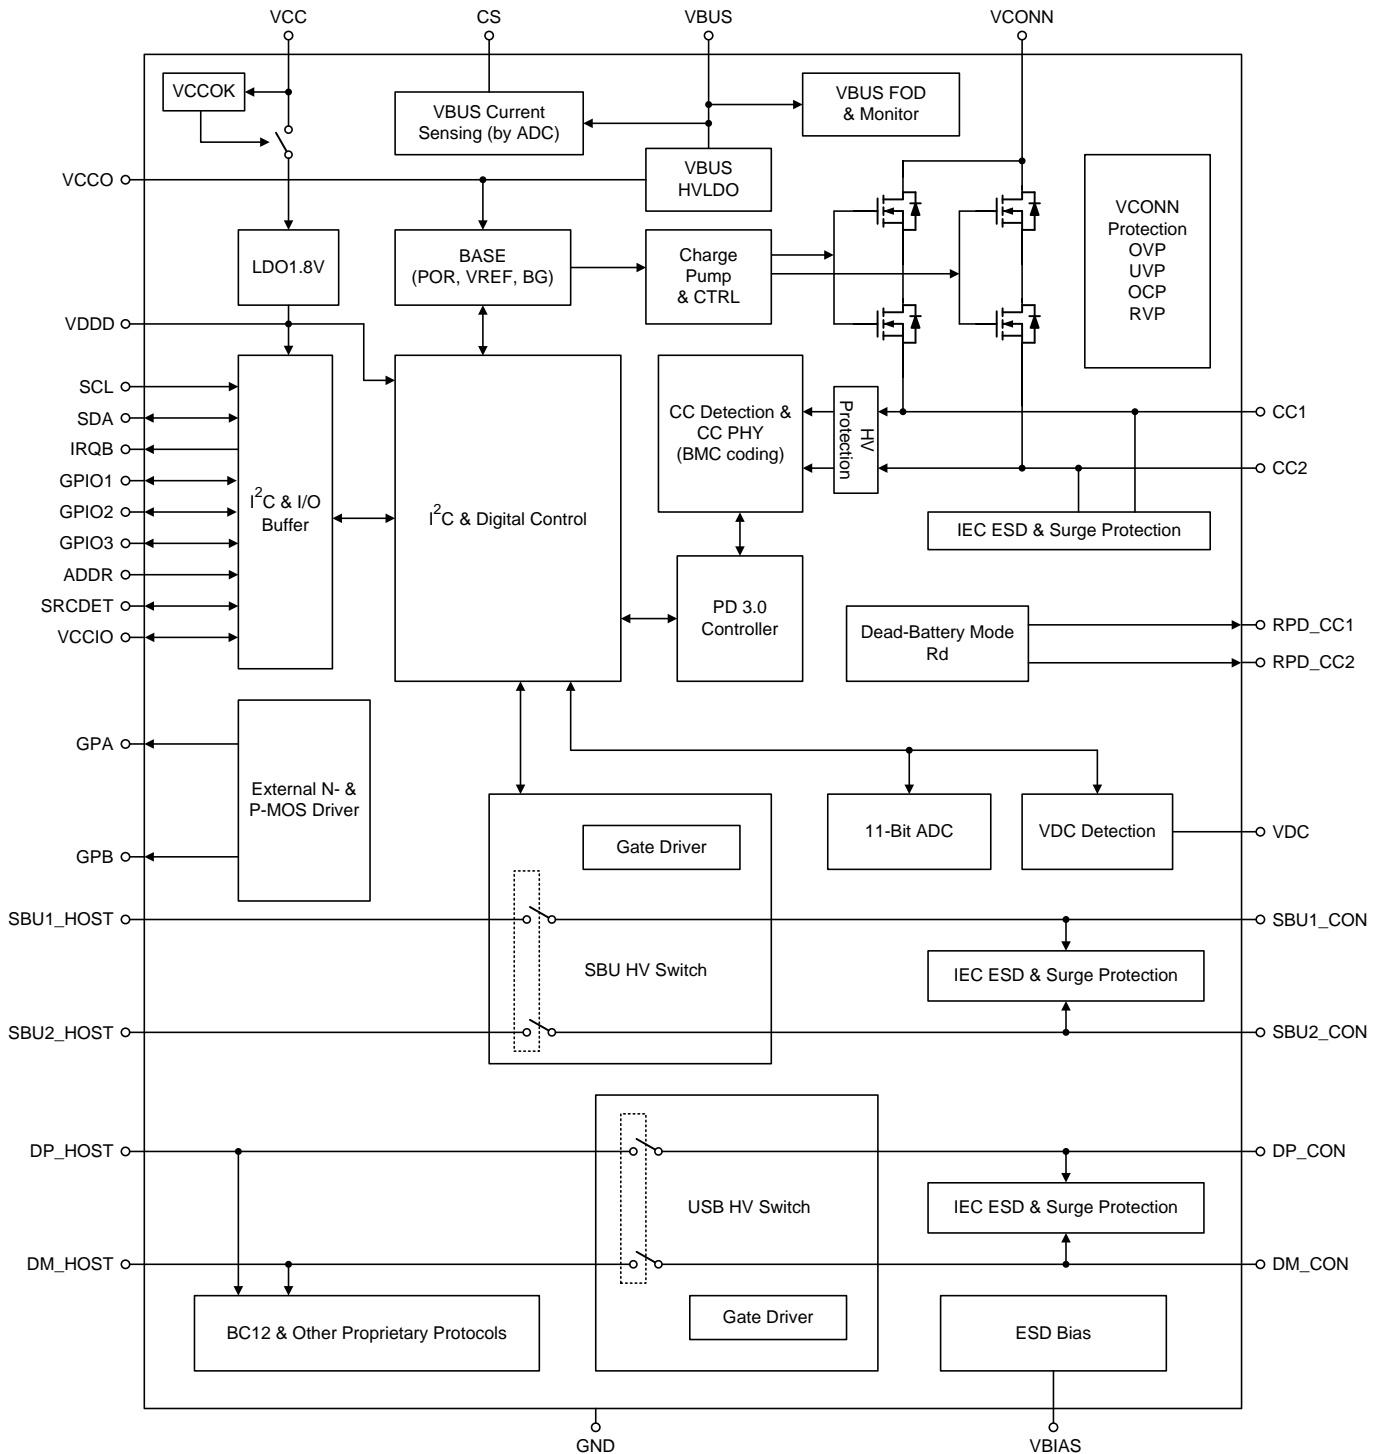 VCC
CS
VBUS
VCONN
VCCOK
VBUS Current
Sensing (by ADC)
VBUS FOD
& Monitor
VBUS
HVLDO
VCCO
VCONN
Protection
OVP
UVP
OCP
RVP
LDO1.8V
BASE
(POR, VREF, BG)
Charge
Pump
& CTRL
VDDD
SCL
SDA
IRQB
GPIO1
GPIO2
GPIO3
ADDR
SRCDET
VCCIO
I²C & I/O
Buffer
I²C & Digital Control
CC Detection &
CC PHY
(BMC coding)
HV
Protection
CC1
CC2
IEC ESD & Surge Protection
PD 3.0
Controller
Dead-Battery Mode
Rd
RPD_CC1
RPD_CC2
GPA
GPB
External N- &
P-MOS Driver
Gate Driver
11-Bit ADC
VDC Detection
VDC
SBU1_HOST
SBU1_CON
SBU HV Switch
IEC ESD & Surge Protection
SBU2_HOST
SBU2_CON
DP_HOST
DP_CON
USB HV Switch
IEC ESD & Surge Protection
DM_HOST
DM_CON
BC12 & Other Proprietary Protocols
Gate Driver
ESD Bias
GND
VBIAS